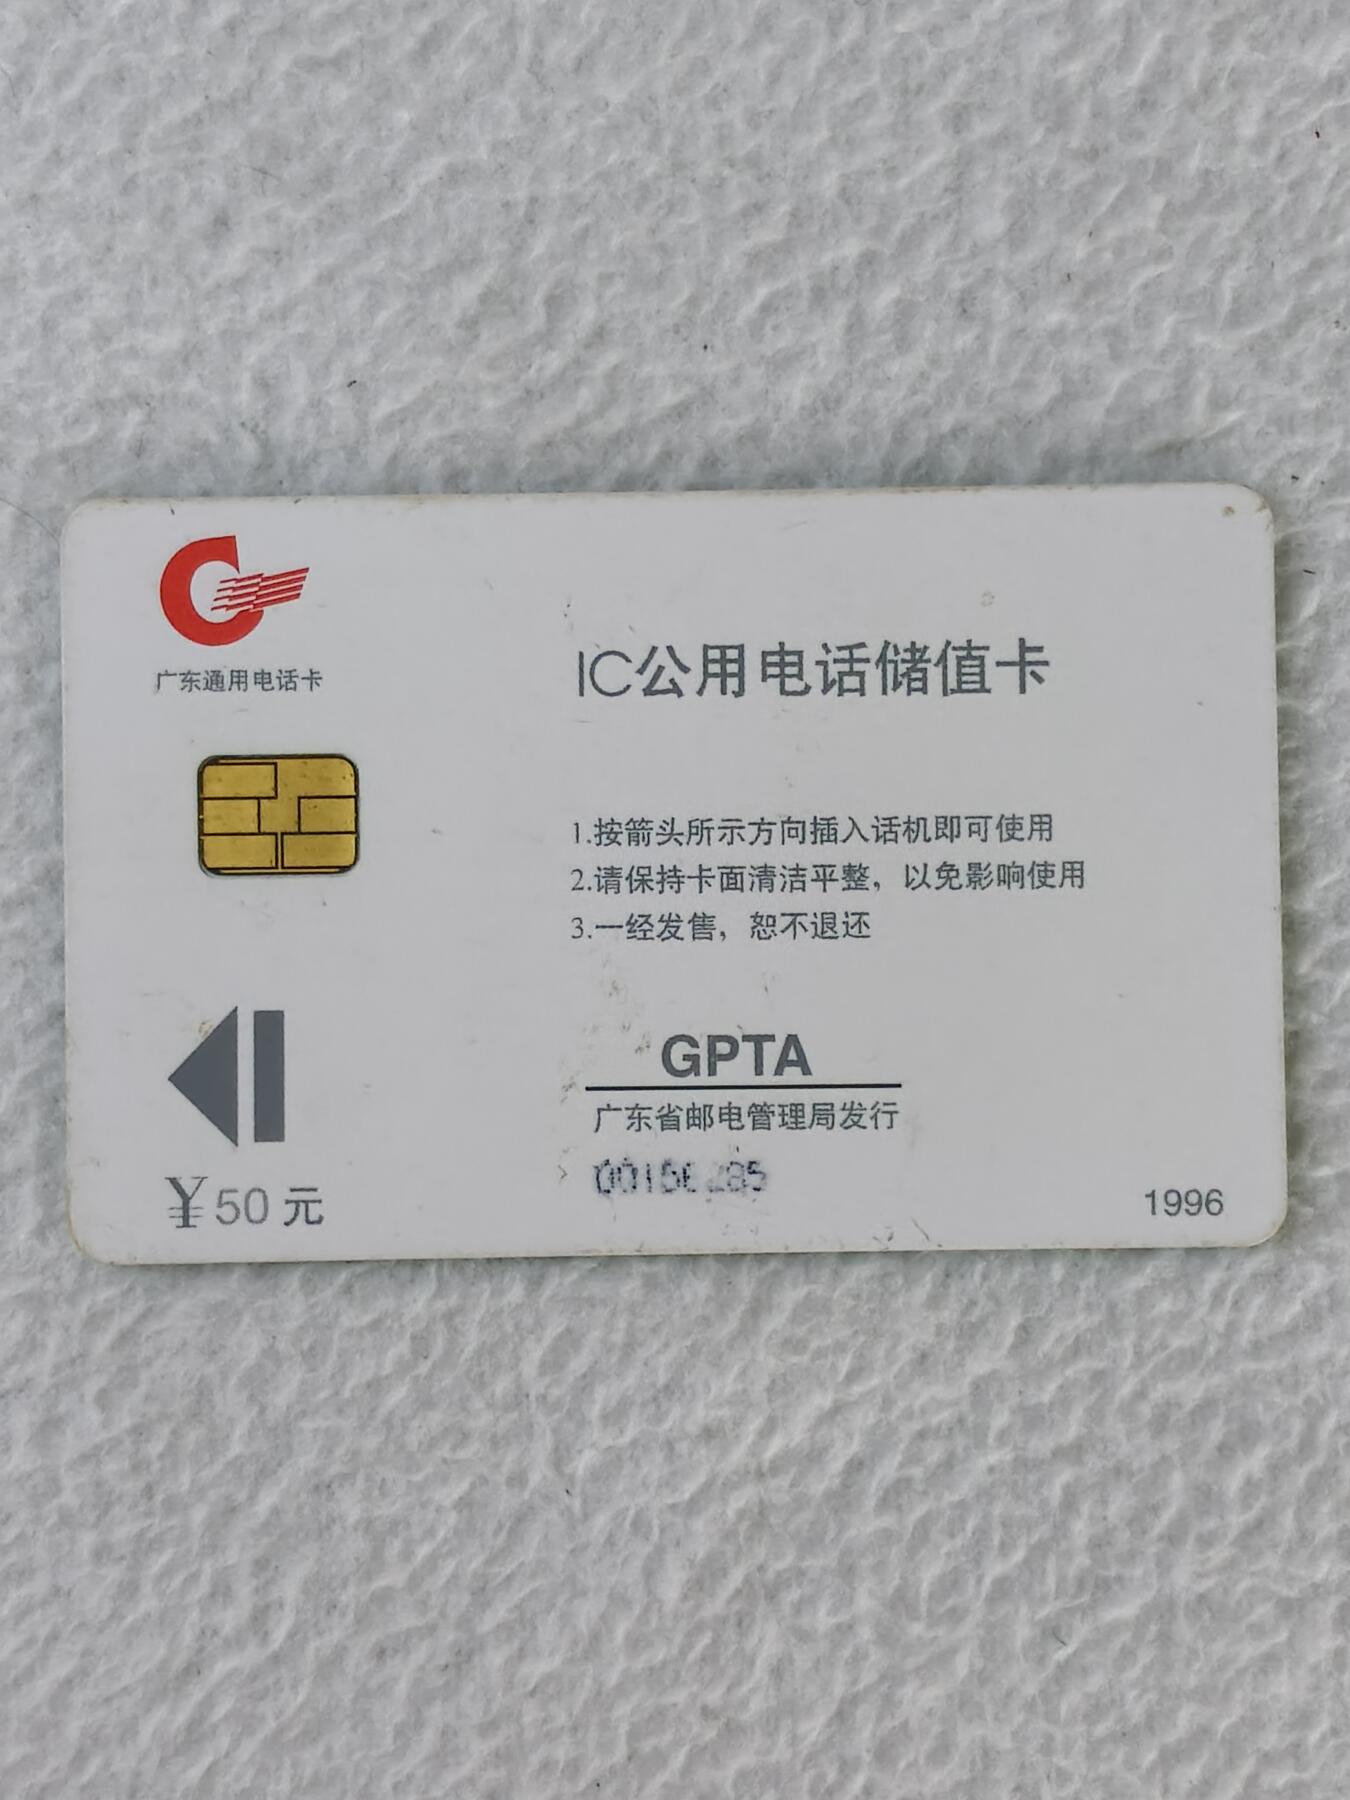 广东通用电话卡
IC公用电话储值卡
1.按箭头所示方向插入话机即可使用
2.请保持卡面清洁平整，以免影响使用
3.一经发售，恕不退还
GPTA
广东省邮电管理局发行
¥50元
1996